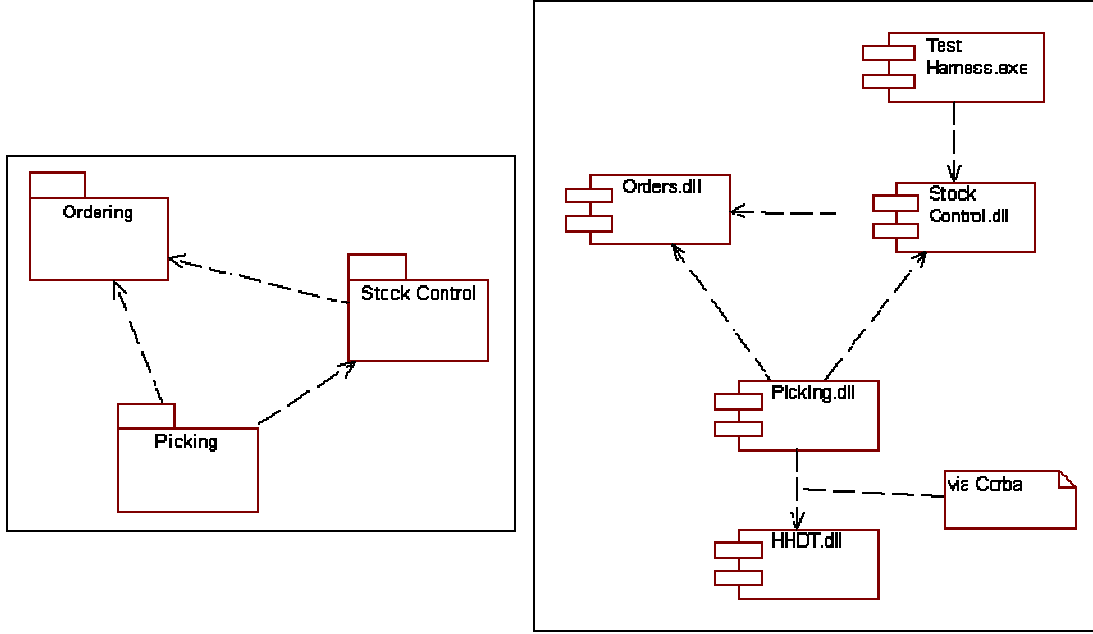 Ordering
Stock Control
Picking
Test
Harness.exe
Orders.dll
Stock
Control.dll
Picking.dll
via Corba
HHDT.dll